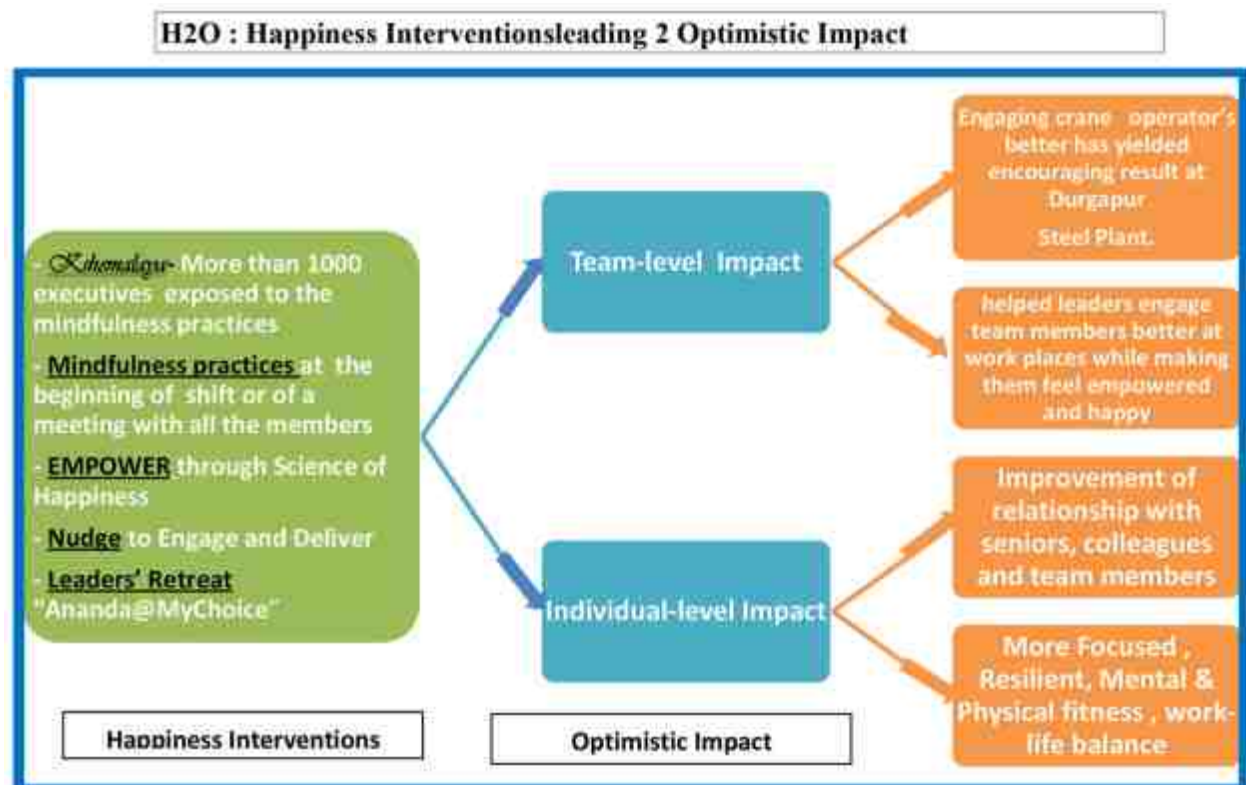 H2O : Happiness Interventionsleading 2 Optimistic Impact
- More than 1000
executives exposed to the
mindfulness practices
- Mindfulness practices at the
beginning of shift or of a
meeting with all the members
- EMPOWER through Science of
Happiness
- Nudge to Engage and Deliver
- Leaders' Retreat
"Ananda@MyChoice"
Happiness Interventions
Team-level Impact
Individual-level Impact
Optimistic Impact
Engaging crane operator's
better has yielded
encouraging result at
Durgapur
Steel Plant.
helped leaders engage
team members better at
work places while making
them feel empowered
and happy
Improvement of
relationship with
seniors, colleagues
and team members
More Focused ,
Resilient, Mental &
Physical fitness , work-
life balance